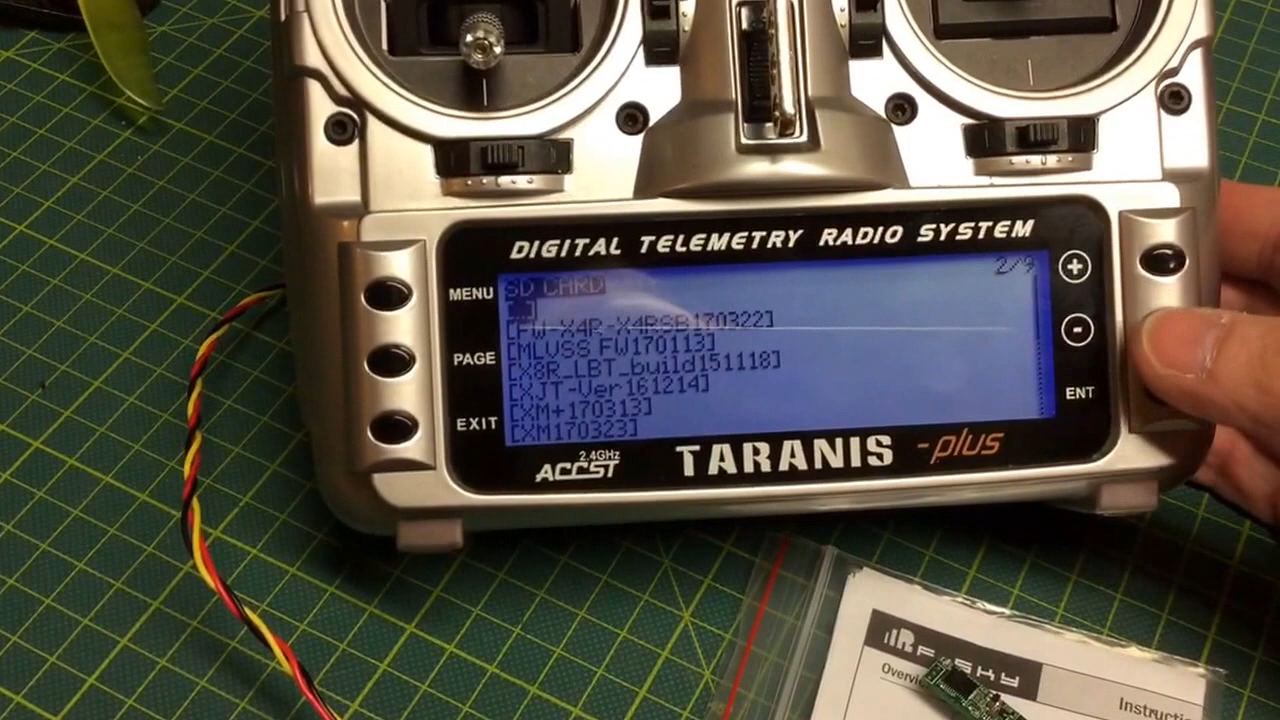 DIGITAL TELEMETRY RADIO SYSTEM
MENU
PAGE
EXIT
SD CARD
2/9
[..]
[FW-X4R-X4RSB170322]
[MLVSS FW170113]
[X8R_LBT_build151118]
[XJT-Ver161214]
[XM+170313]
[XM170323]
+
-
ENT
2.4GHz
ACCST
TARANIS -plus
FrSKY
Instructi